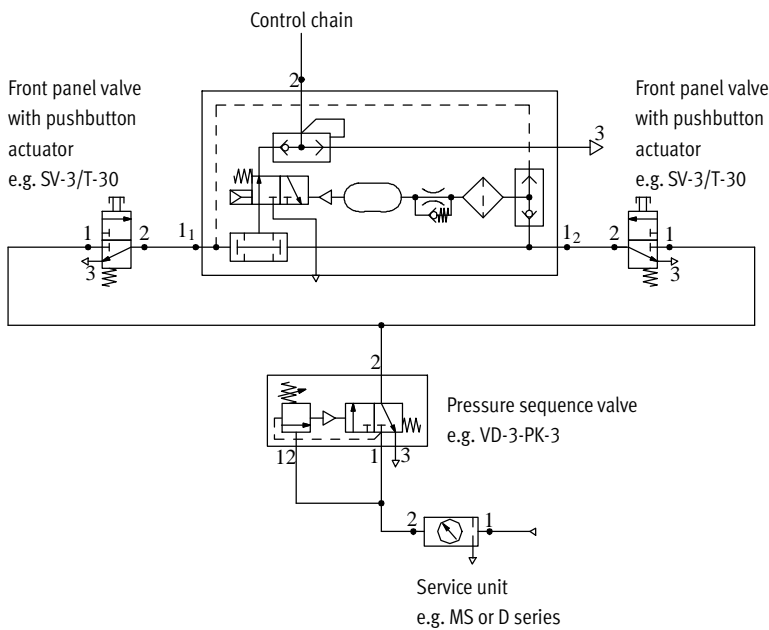 Control chain
2
Front panel valve
with pushbutton
actuator
e.g. SV-3/T-30
Front panel valve
with pushbutton
actuator
e.g. SV-3/T-30
3
1
2
1₁
1₂
2
1
3
3
2
Pressure sequence valve
e.g. VD-3-PK-3
12
1
3
2
1
Service unit
e.g. MS or D series